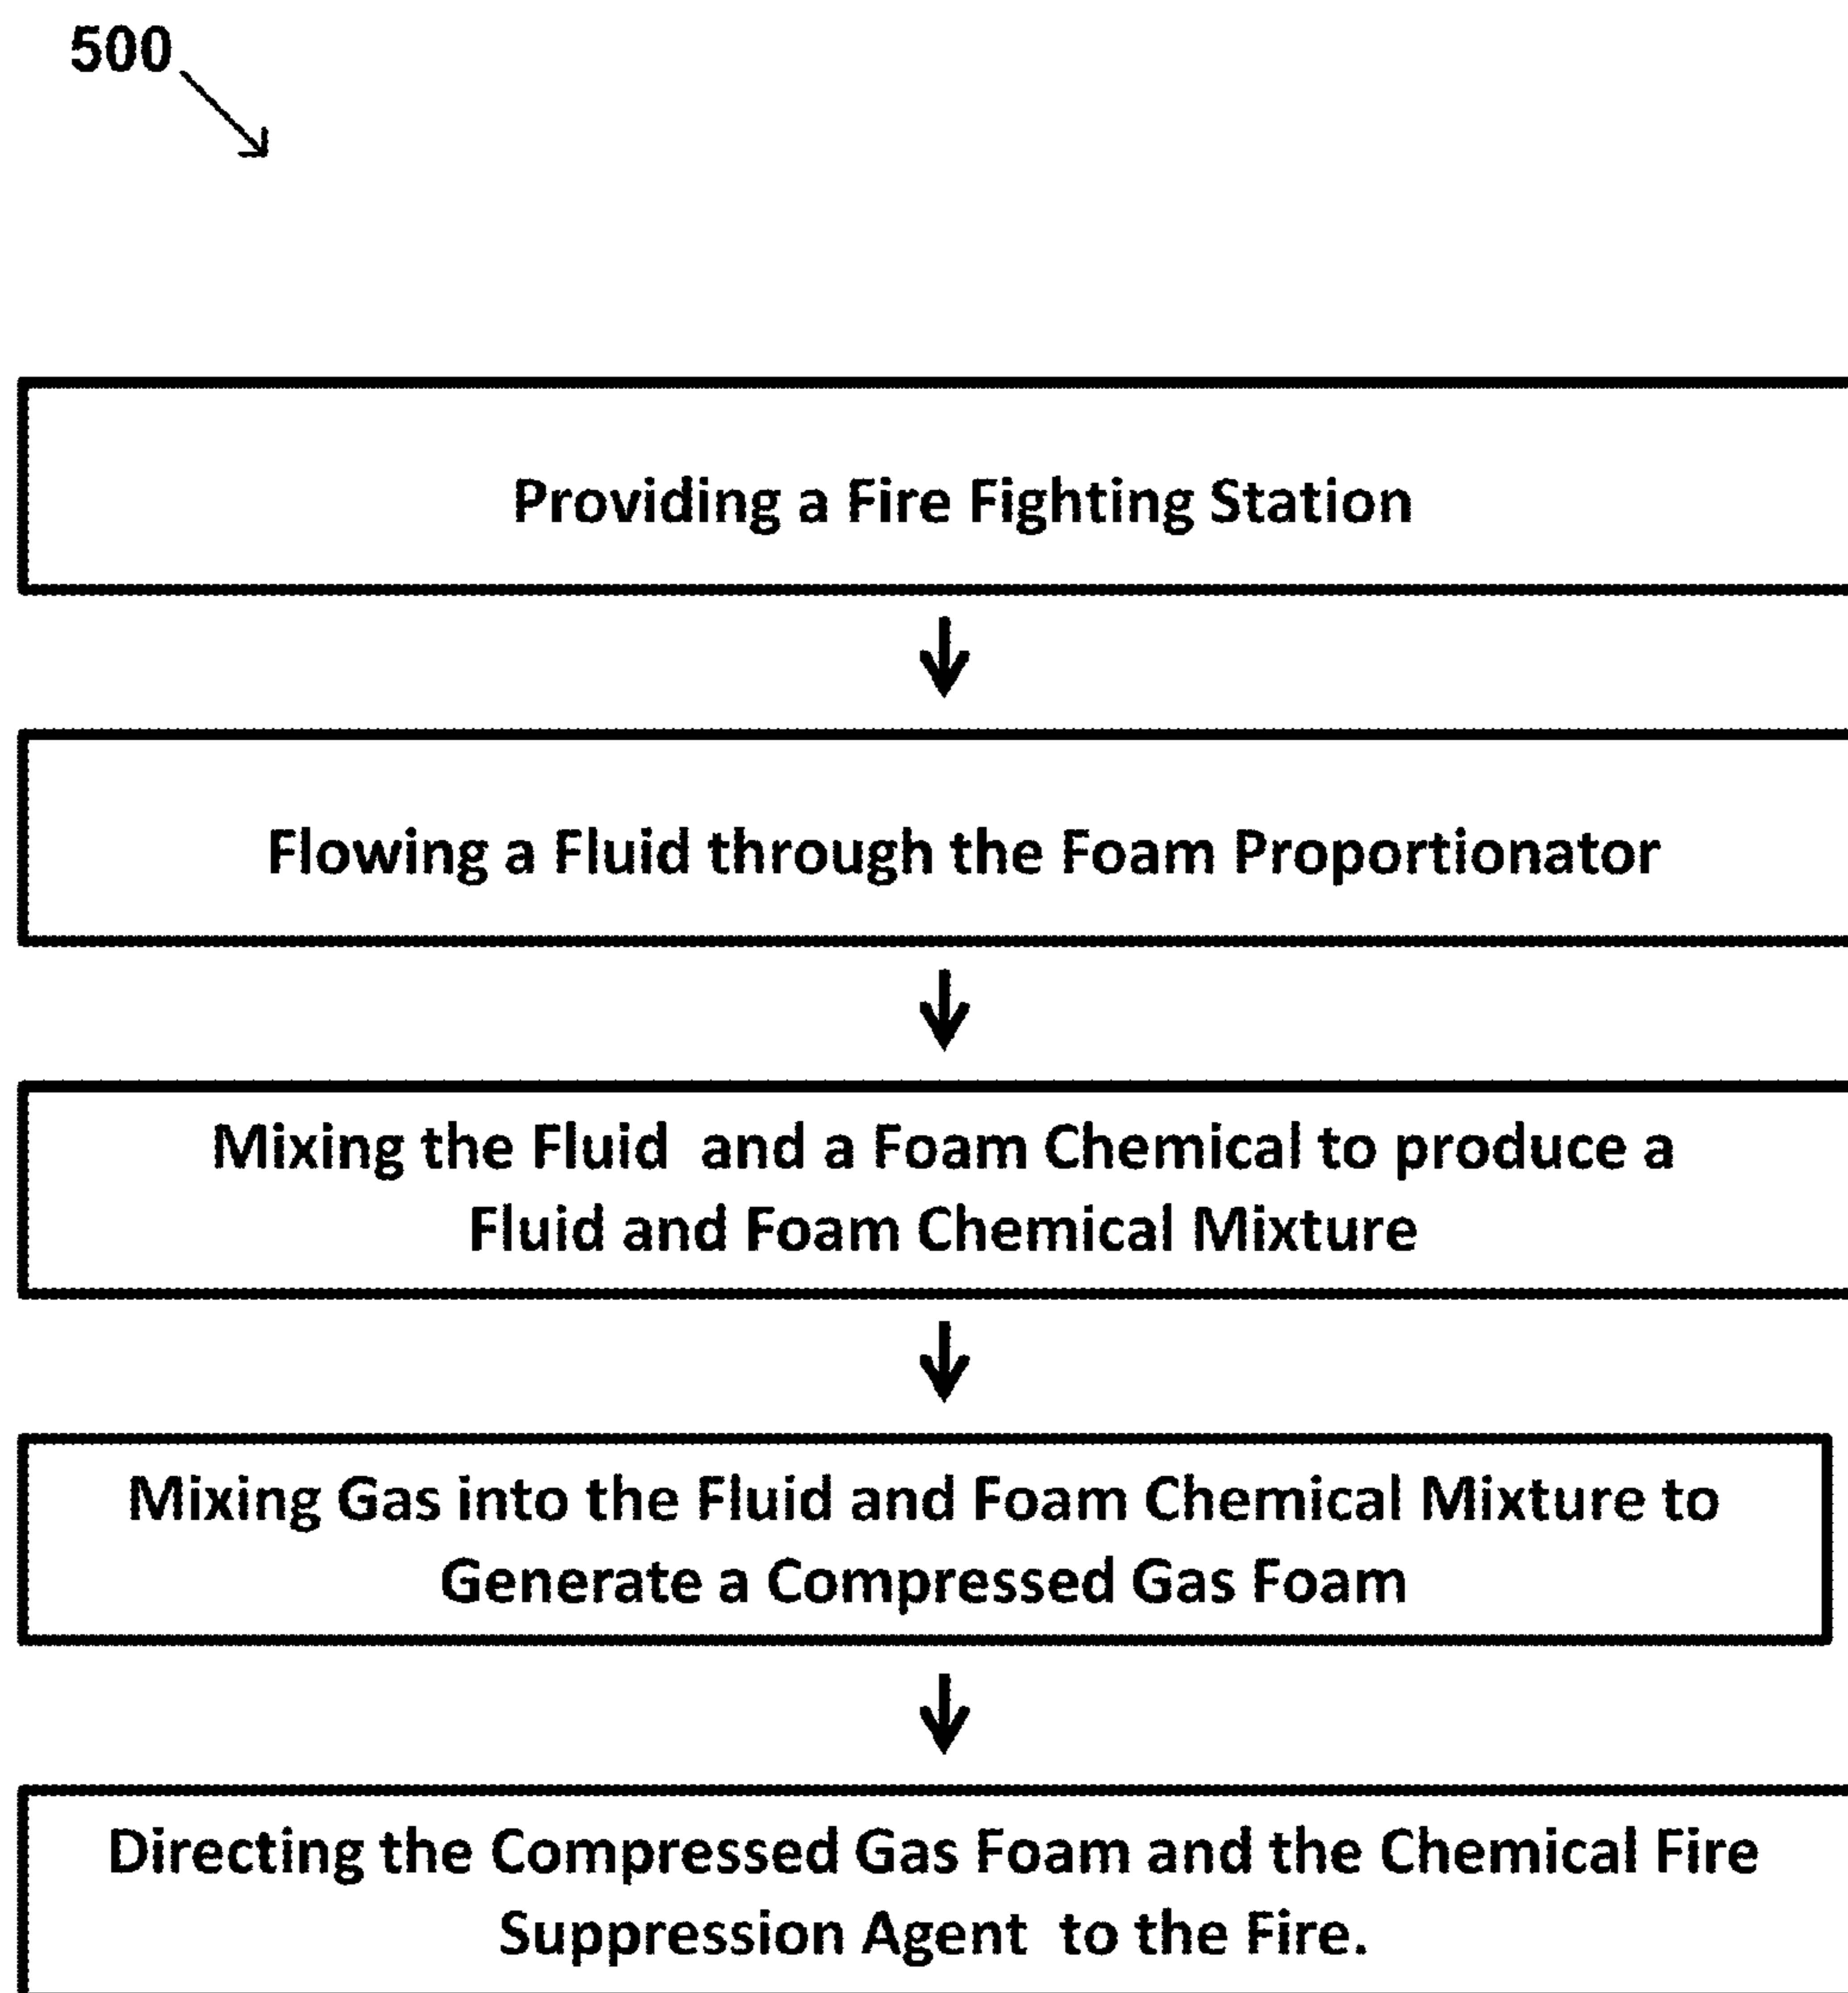 500
Providing a Fire Fighting Station
Flowing a Fluid through the Foam Proportionator
Mixing the Fluid  and a Foam Chemical to produce a
Fluid and Foam Chemical Mixture
Mixing Gas into the Fluid and Foam Chemical Mixture to
Generate a Compressed Gas Foam
Directing the Compressed Gas Foam and the Chemical Fire
Suppression Agent  to the Fire.